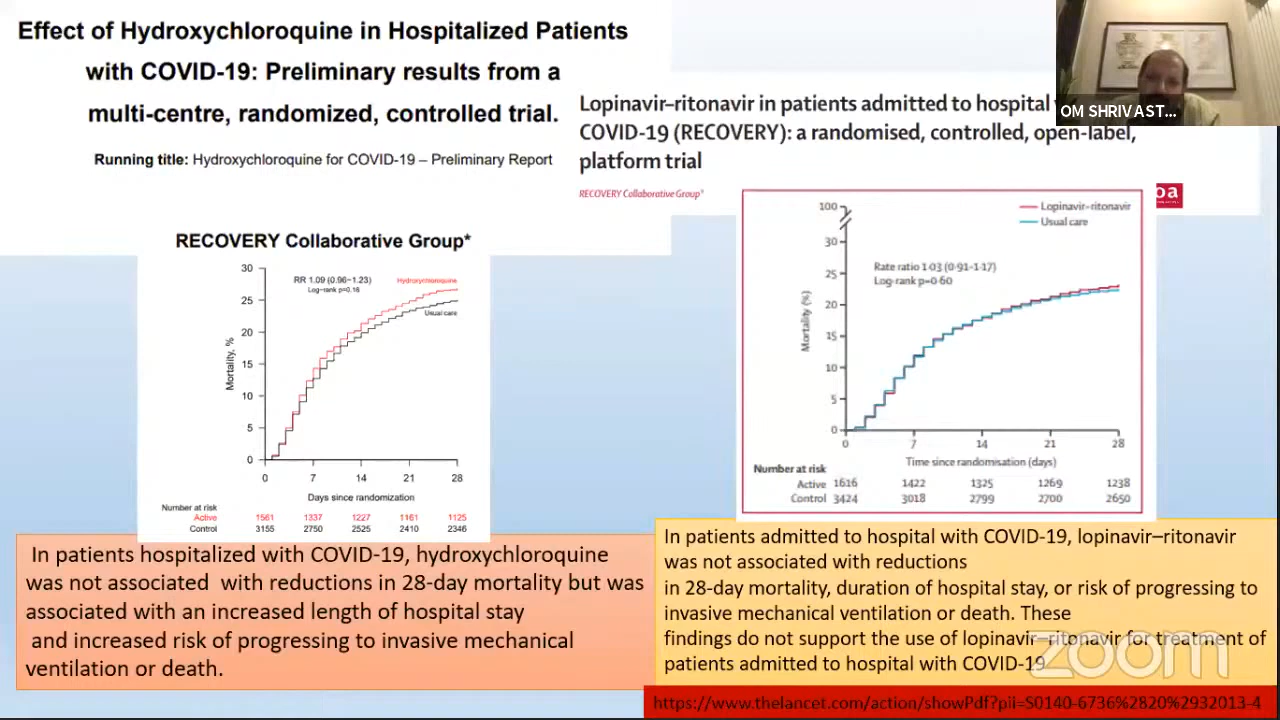 Effect of Hydroxychloroquine in Hospitalized Patients
with COVID-19: Preliminary results from a
multi-centre, randomized, controlled trial.
Running title: Hydroxychloroquine for COVID-19 – Preliminary Report
RECOVERY Collaborative Group*
RR 1.09 (0.96–1.23)
Log-rank p=0.18
Hydroxychloroquine
Usual care
Mortality, %
30
25
20
15
10
5
0
0 7 14 21 28
Days since randomization
Number at risk
Active 1561 1337 1227 1161 1125
Control 3155 2750 2525 2410 2346
In patients hospitalized with COVID-19, hydroxychloroquine
was not associated with reductions in 28-day mortality but was
associated with an increased length of hospital stay
and increased risk of progressing to invasive mechanical
ventilation or death.
OM SHRIVAST...
Lopinavir–ritonavir in patients admitted to hospital
COVID-19 (RECOVERY): a randomised, controlled, open-label,
platform trial
RECOVERY Collaborative Group*
oa
Lopinavir–ritonavir
Usual care
Rate ratio 1·03 (0·91–1·17)
Log-rank p=0·60
Mortality (%)
100
30
25
20
15
10
5
0
0 7 14 21 28
Time since randomisation (days)
Number at risk
Active 1616 1422 1325 1269 1238
Control 3424 3018 2799 2700 2650
In patients admitted to hospital with COVID-19, lopinavir–ritonavir
was not associated with reductions
in 28-day mortality, duration of hospital stay, or risk of progressing to
invasive mechanical ventilation or death. These
findings do not support the use of lopinavir–ritonavir for treatment of
patients admitted to hospital with COVID-19
zoom
https://www.thelancet.com/action/showPdf?pii=S0140-6736%2820%2932013-4